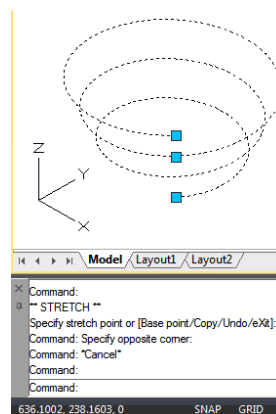 Z
Y
X
Model Layout1 Layout2
Command:
** STRETCH **
Specify stretch point or [Base point/Copy/Undo/eXit]:
Command: Specify opposite corner:
Command: *Cancel*
Command:
636.1002, 238.1603, 0 SNAP GRID